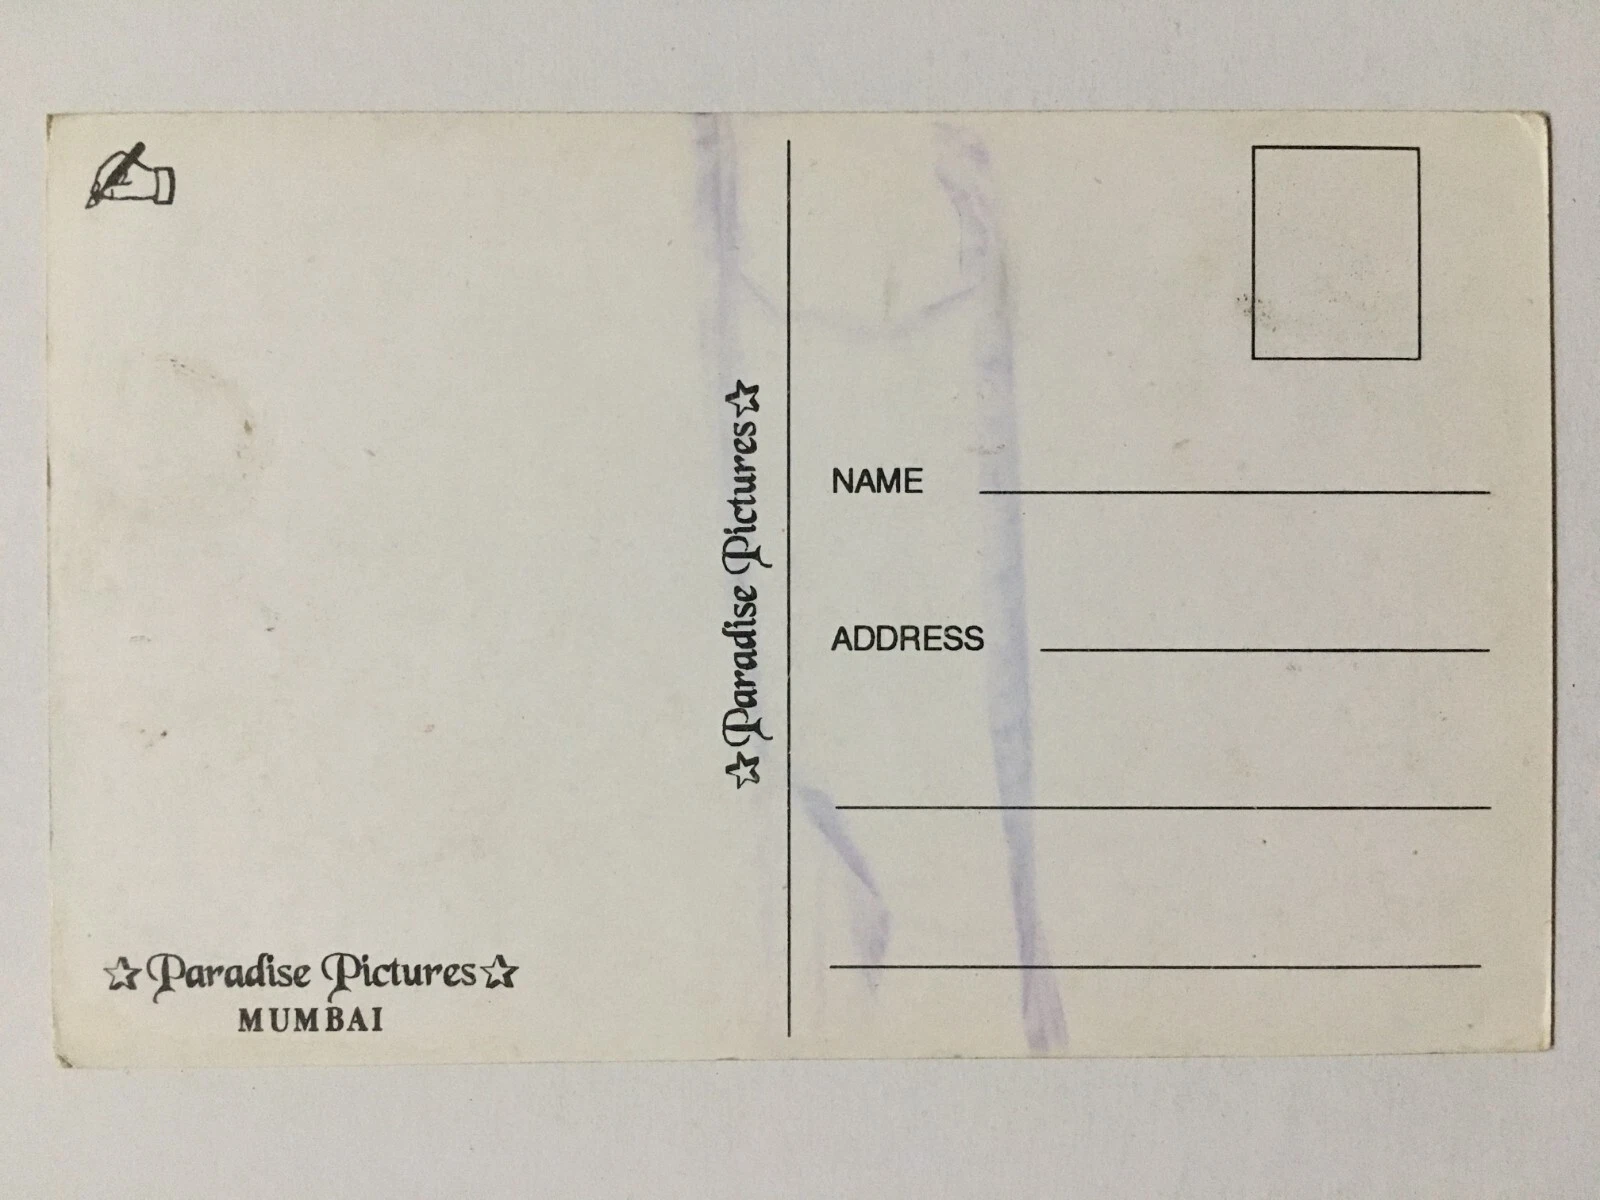 ☆Paradise Pictures☆
MUMBAI
☆Paradise Pictures☆
NAME
ADDRESS